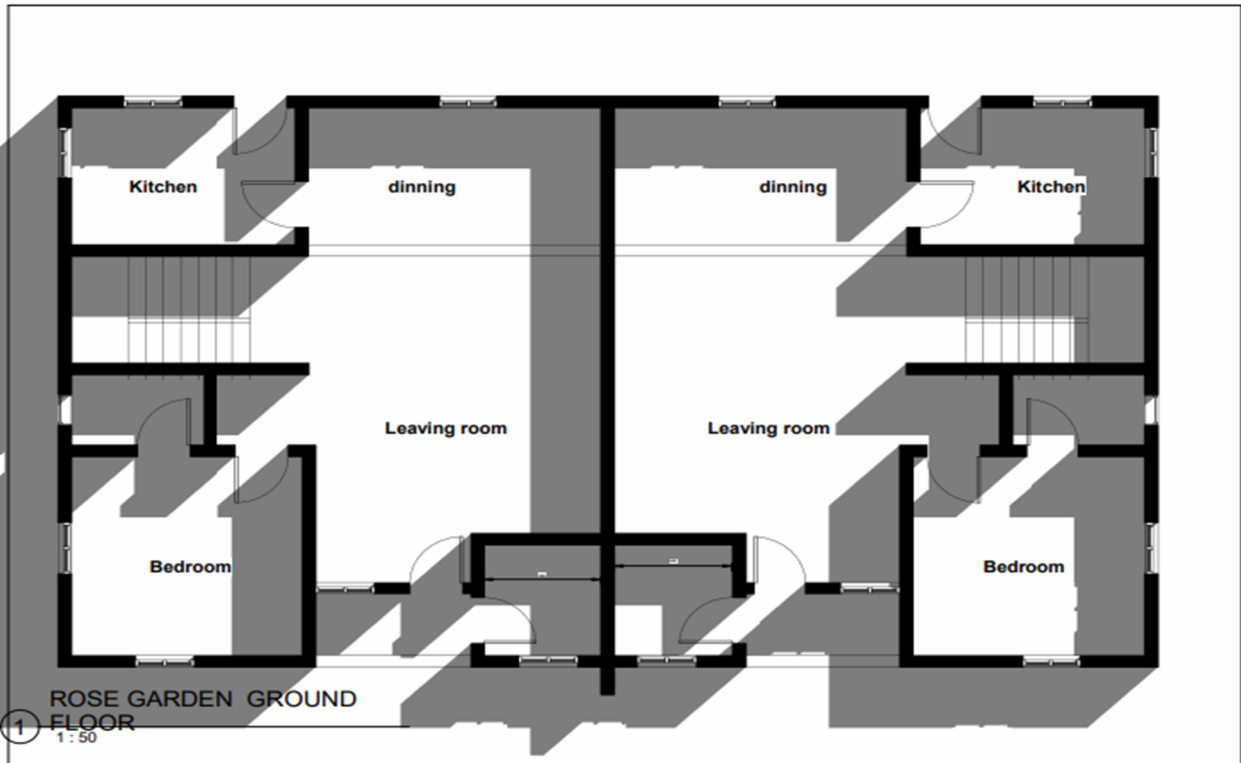 Kitchen
dinning
dinning
Kitchen
Leaving room
Leaving room
Bedroom
Bedroom
ROSE GARDEN GROUND
FLOOR
1
1 : 50